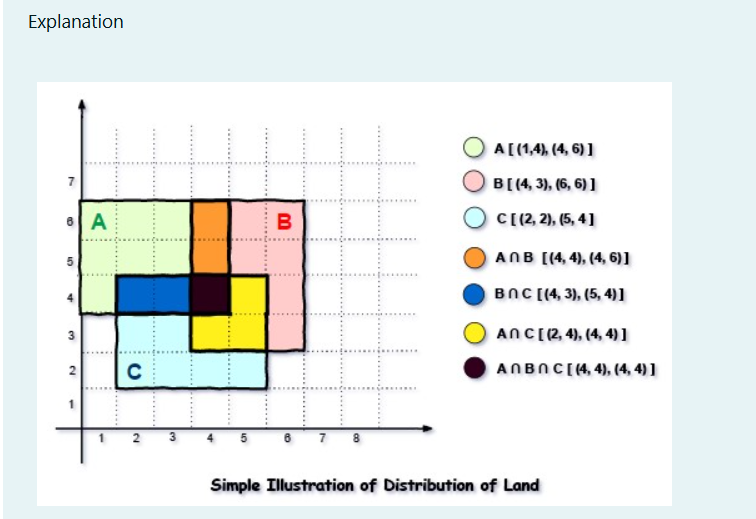 Explanation
7
6
5
4
3
2
1
A
B
C
1 2 3 4 5 6 7 8
A [ (1,4), (4, 6) ]
B [ (4, 3), (6, 6) ]
C [ (2, 2), (5, 4 ]
A ∩ B [(4, 4), (4, 6)]
B ∩ C [(4, 3), (5, 4)]
A ∩ C [ (2, 4), (4, 4) ]
A ∩ B ∩ C [ (4, 4), (4, 4) ]
Simple Illustration of Distribution of Land